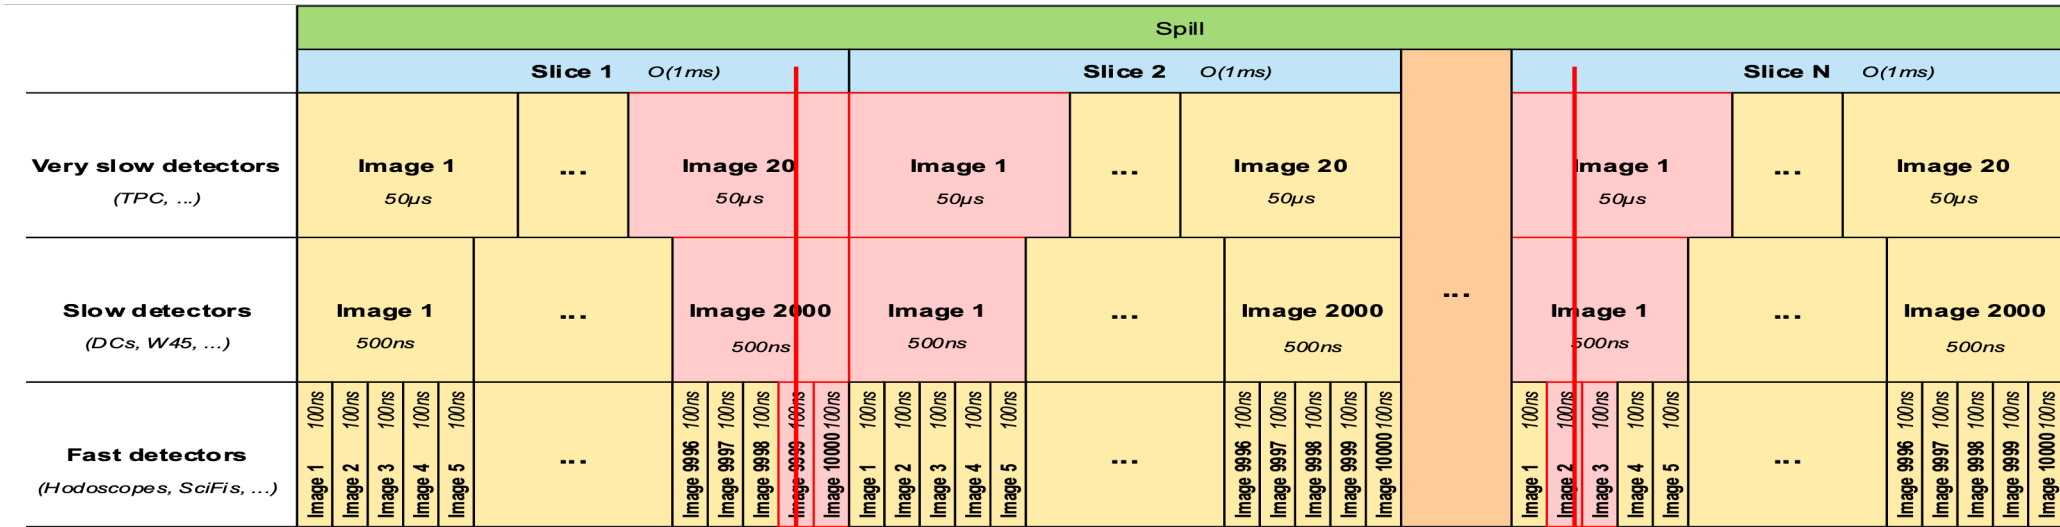 Spill
Slice 1 O(1ms)
Slice 2 O(1ms)
Slice N O(1ms)
Very slow detectors
(TPC, ...)
Image 1
50µs
...
Image 20
50µs
Image 1
50µs
...
Image 20
50µs
...
Image 1
50µs
...
Image 20
50µs
Slow detectors
(DCs, W45, ...)
Image 1
500ns
...
Image 2000
500ns
Image 1
500ns
...
Image 2000
500ns
Image 1
500ns
...
Image 2000
500ns
Fast detectors
(Hodoscopes, SciFis, ...)
Image 1 100ns
Image 2 100ns
Image 3 100ns
Image 4 100ns
Image 5 100ns
...
Image 9996 100ns
Image 9997 100ns
Image 9998 100ns
Image 9999 100ns
Image 10000 100ns
Image 1 100ns
Image 2 100ns
Image 3 100ns
Image 4 100ns
Image 5 100ns
...
Image 9996 100ns
Image 9997 100ns
Image 9998 100ns
Image 9999 100ns
Image 10000 100ns
Image 1 100ns
Image 2 100ns
Image 3 100ns
Image 4 100ns
Image 5 100ns
...
Image 9996 100ns
Image 9997 100ns
Image 9998 100ns
Image 9999 100ns
Image 10000 100ns